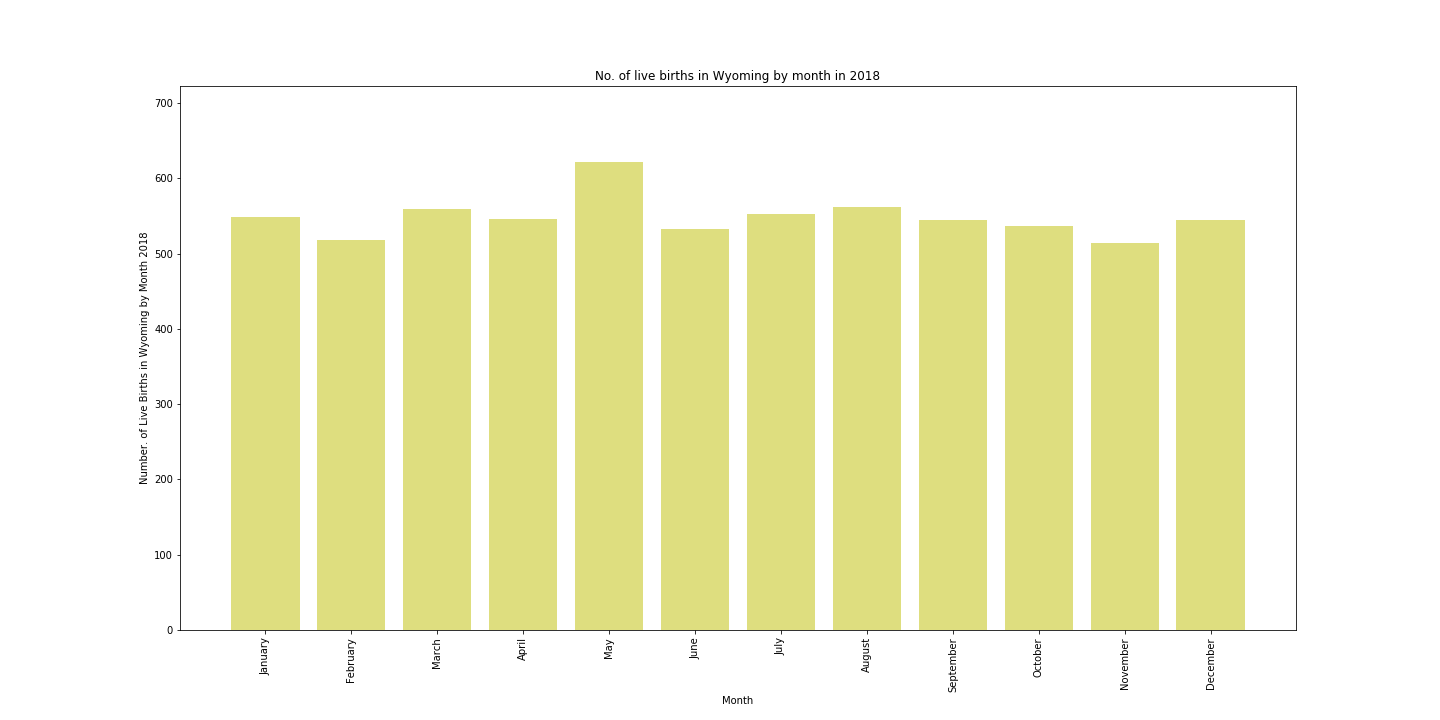 No. of live births in Wyoming by month in 2018
Number. of Live Births in Wyoming by Month 2018
700
600
500
400
300
200
100
0
January
February
March
April
May
June
July
August
September
October
November
December
Month